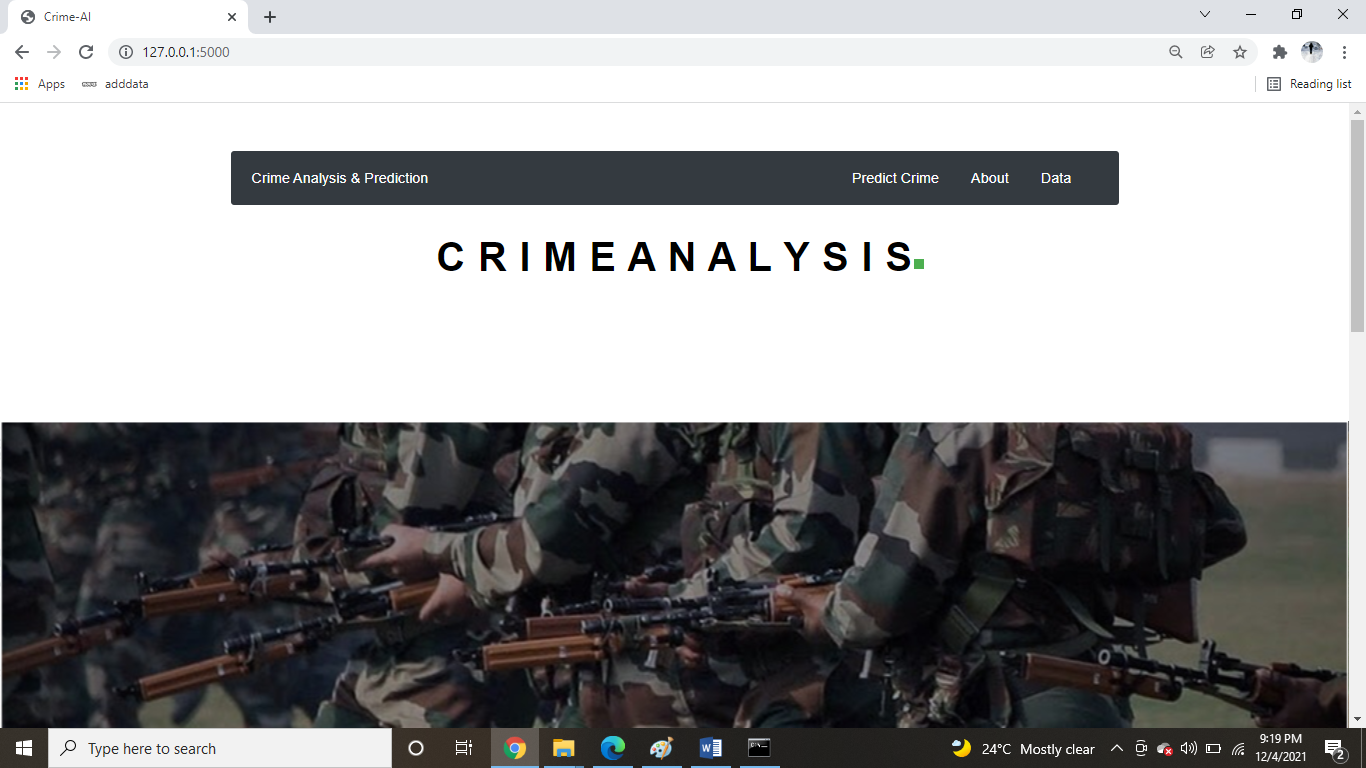 Crime-AI
127.0.0.1:5000
Apps adddata Reading list
Crime Analysis & Prediction Predict Crime About Data
CRIMEANALYSIS
Type here to search 24°C Mostly clear 9:19 PM
12/4/2021
2